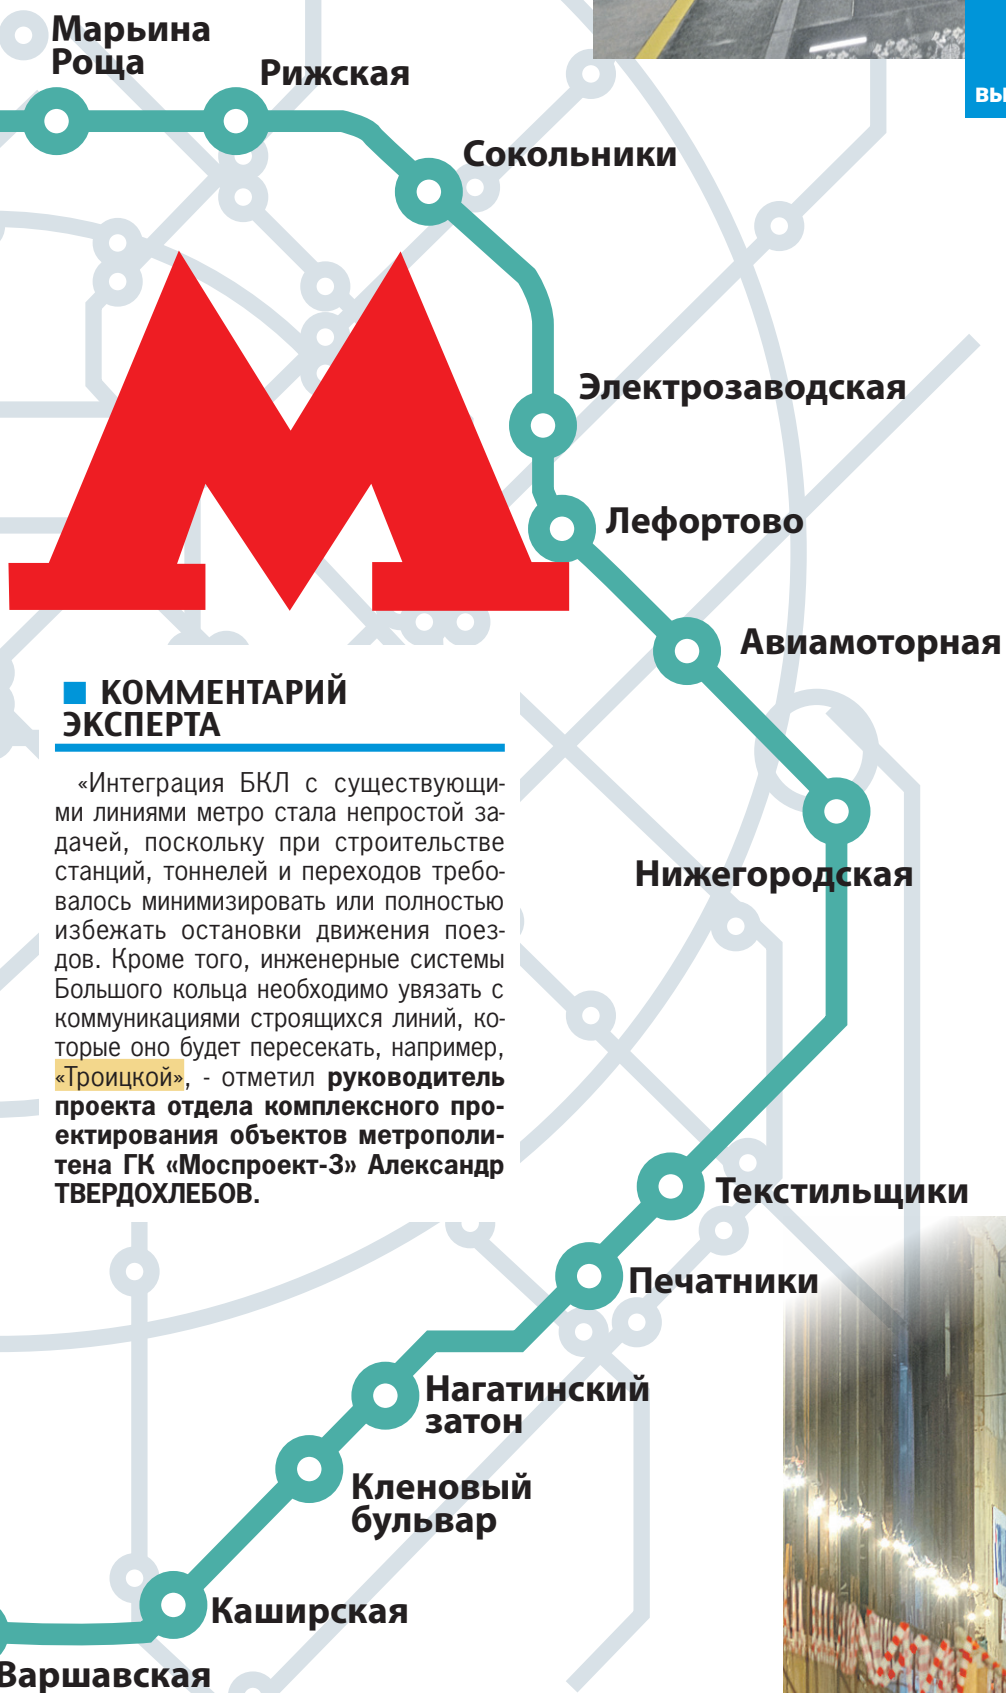 Марьина
Роща
Рижская
вы
Сокольники
Электрозаводская
Лефортово
Авиамоторная
КОММЕНТАРИЙ
ЭКСПЕРТА
«Интеграция БКЛ с существующи-
ми линиями метро стала непростой за-
дачей, поскольку при строительстве
станций, тоннелей и переходов требо-
валось минимизировать или полностью
избежать остановки движения поез-
дов. Кроме того, инженерные системы
Большого кольца необходимо увязать с
коммуникациями строящихся линий, ко-
торые оно будет пересекать, например,
«Троицкой», - отметил руководитель
проекта отдела комплексного про-
ектирования объектов метрополи-
тена ГК «Моспроект-3» Александр
ТВЕРДОХЛЕБОВ.
Нижегородская
Текстильщики
Печатники
Нагатинский
затон
Кленовый
бульвар
Каширская
Варшавская